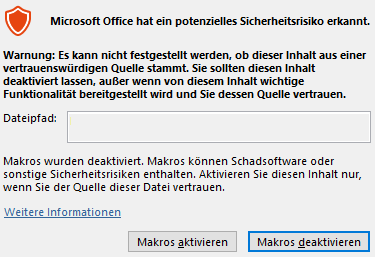 Microsoft Office hat ein potenzielles Sicherheitsrisiko erkannt.
Warnung: Es kann nicht festgestellt werden, ob dieser Inhalt aus einer
vertrauenswürdigen Quelle stammt. Sie sollten diesen Inhalt
deaktiviert lassen, außer wenn von diesem Inhalt wichtige
Funktionalität bereitgestellt wird und Sie dessen Quelle vertrauen.
Dateipfad:
Makros wurden deaktiviert. Makros können Schadsoftware oder
sonstige Sicherheitsrisiken enthalten. Aktivieren Sie diesen Inhalt nur,
wenn Sie der Quelle dieser Datei vertrauen.
Weitere Informationen
Makros aktivieren Makros deaktivieren